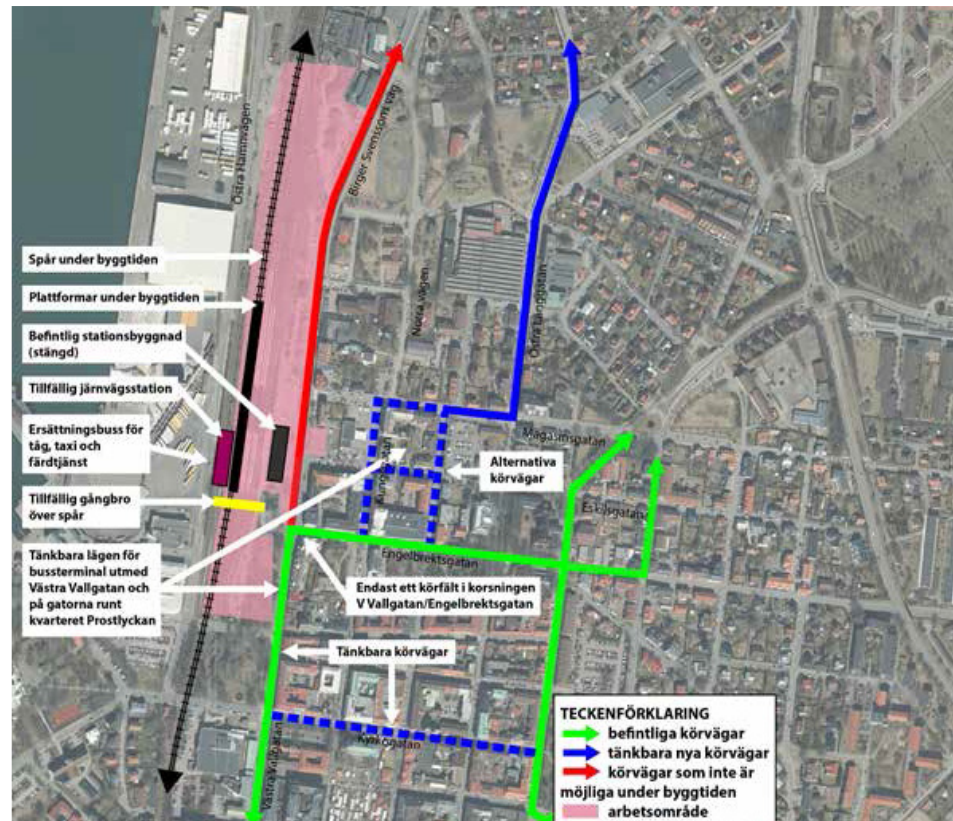 Östra Hamnvägen
Birger Svenssom väg
Spår under byggtiden
Plattformar under byggtiden
Norra vägen
Östra Långgatan
Befintlig stationsbyggnad
(stängd)
Tillfällig järnvägsstation
Ersättningsbuss för
tåg, taxi och
färdtjänst
Magasinsgatan
Kungsgatan
Alternativa
körvägar
Tillfällig gångbro
över spår
Eskilsgatan
Tänkbara lägen för
bussterminal utmed
Västra Vallgatan och
på gatorna runt
kvarteret Prostlyckan
Engelbrektsgatan
Endast ett körfält i korsningen
V Vallgatan/Engelbrektsgatan
Tänkbara körvägar
Kyrkogatan
Västra Vallgatan
TECKENFÖRKLARING
befintliga körvägar
tänkbara nya körvägar
körvägar som inte är
möjliga under byggtiden
arbetsområde